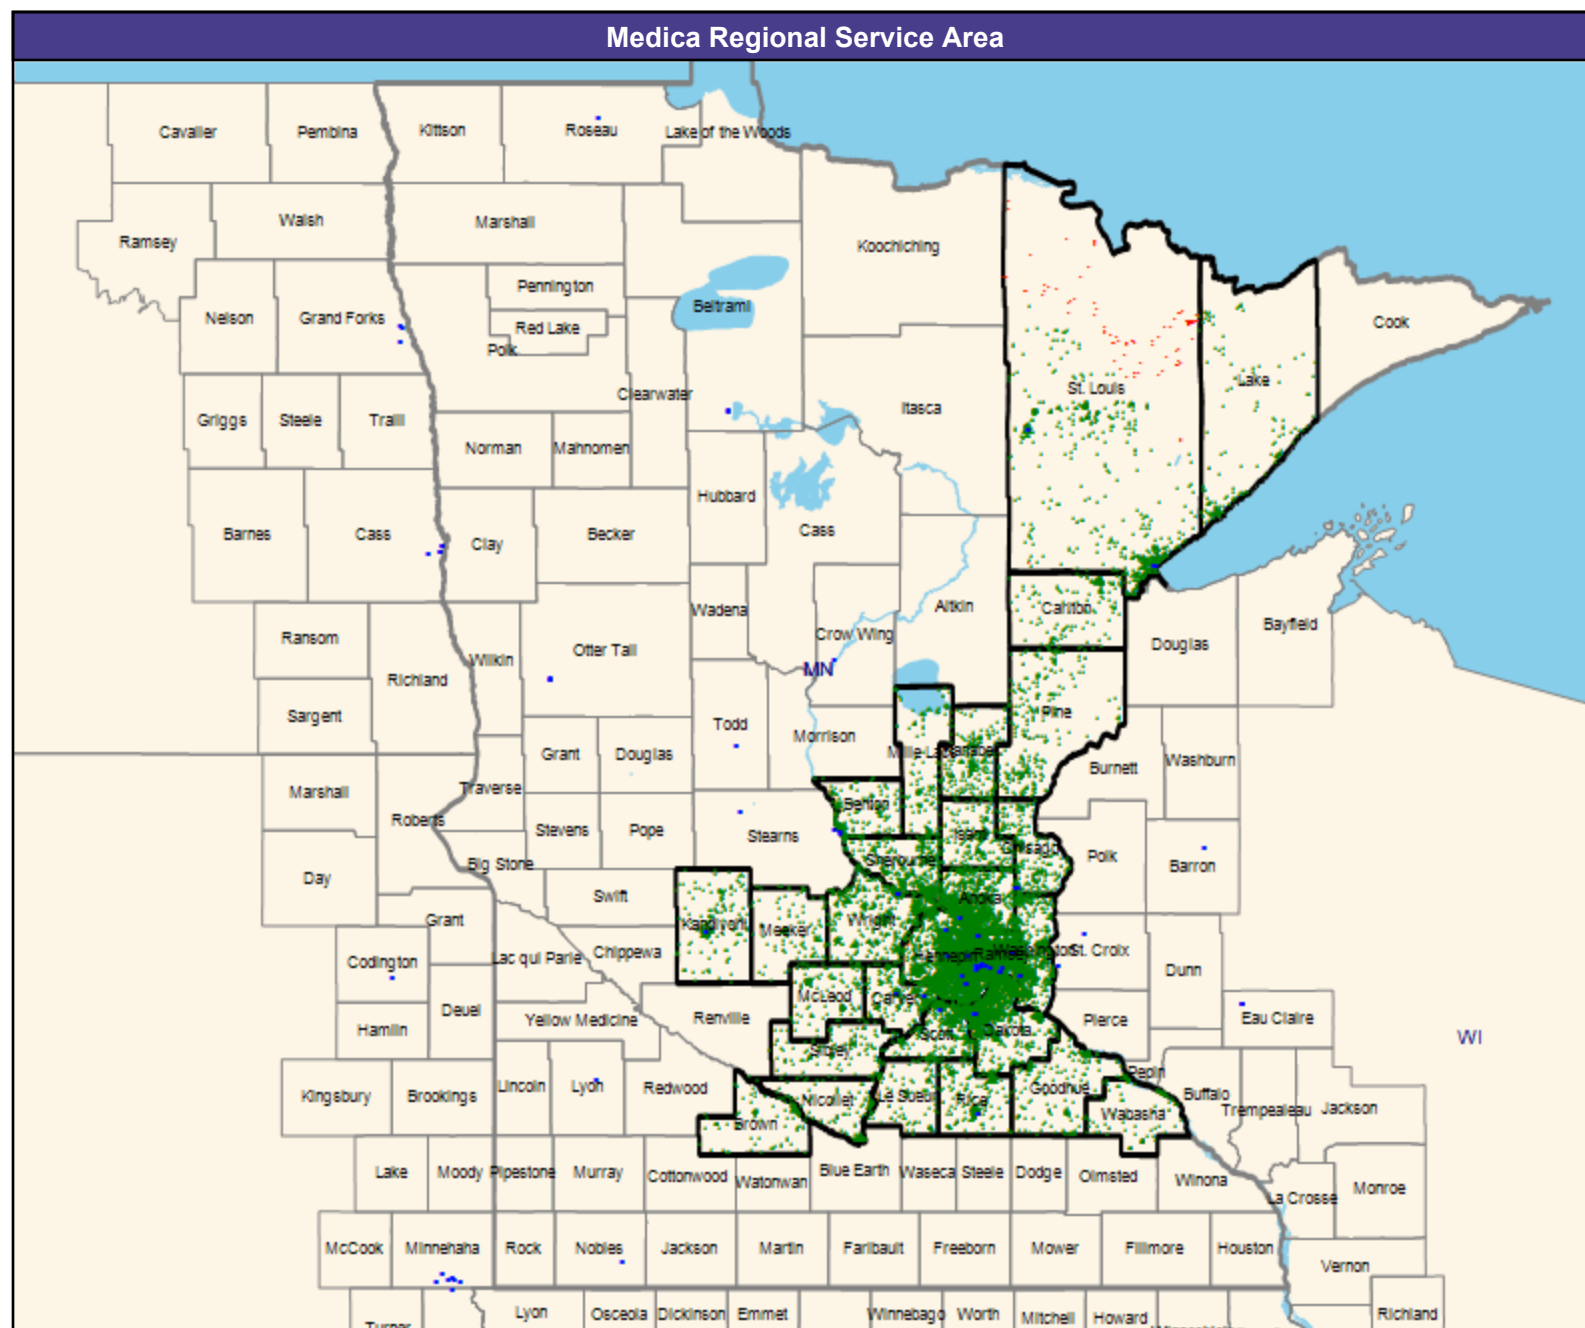 Medica Regional Service Area
Cavalier
Pembina
Kittson
Roseau
Lake of the Woods
Walsh
Marshall
Ramsey
Koochiching
Pennington
Nelson
Grand Forks
Beltrami
Red Lake
Polk
Cook
St. Louis
Lake
Clearwater
Itasca
Griggs
Steele
Traill
Norman
Mahnomen
Hubbard
Barnes
Cass
Clay
Becker
Cass
Wadena
Aitkin
Carlton
Crow Wing
Ransom
Wilkin
Otter Tail
Douglas
Bayfield
MN
Richland
Sargent
Todd
Morrison
Pine
Grant
Douglas
Mille Lacs
Kanabec
Burnett
Washburn
Marshall
Traverse
Benton
Roberts
Stevens
Pope
Stearns
Isanti
Chisago
Polk
Barron
Big Stone
Sherburne
Day
Swift
Anoka
Grant
Kandiyohi
Meeker
Wright
Codington
Lac qui Parle
Chippewa
Hennepin
Ramsey
Washington
St. Croix
Dunn
McLeod
Carver
Deuel
Yellow Medicine
Renville
Pierce
Eau Claire
Hamlin
Scott
Dakota
WI
Sibley
Pepin
Kingsbury
Brookings
Lincoln
Lyon
Redwood
Nicollet
Le Sueur
Rice
Goodhue
Buffalo
Trempealeau
Jackson
Brown
Wabasha
Lake
Moody
Pipestone
Murray
Cottonwood
Watonwan
Blue Earth
Waseca
Steele
Dodge
Olmsted
Winona
La Crosse
Monroe
McCook
Minnehaha
Rock
Nobles
Jackson
Martin
Faribault
Freeborn
Mower
Fillmore
Houston
Vernon
Lyon
Osceola
Dickinson
Emmet
Winnebago
Worth
Mitchell
Howard
Richland
Turner